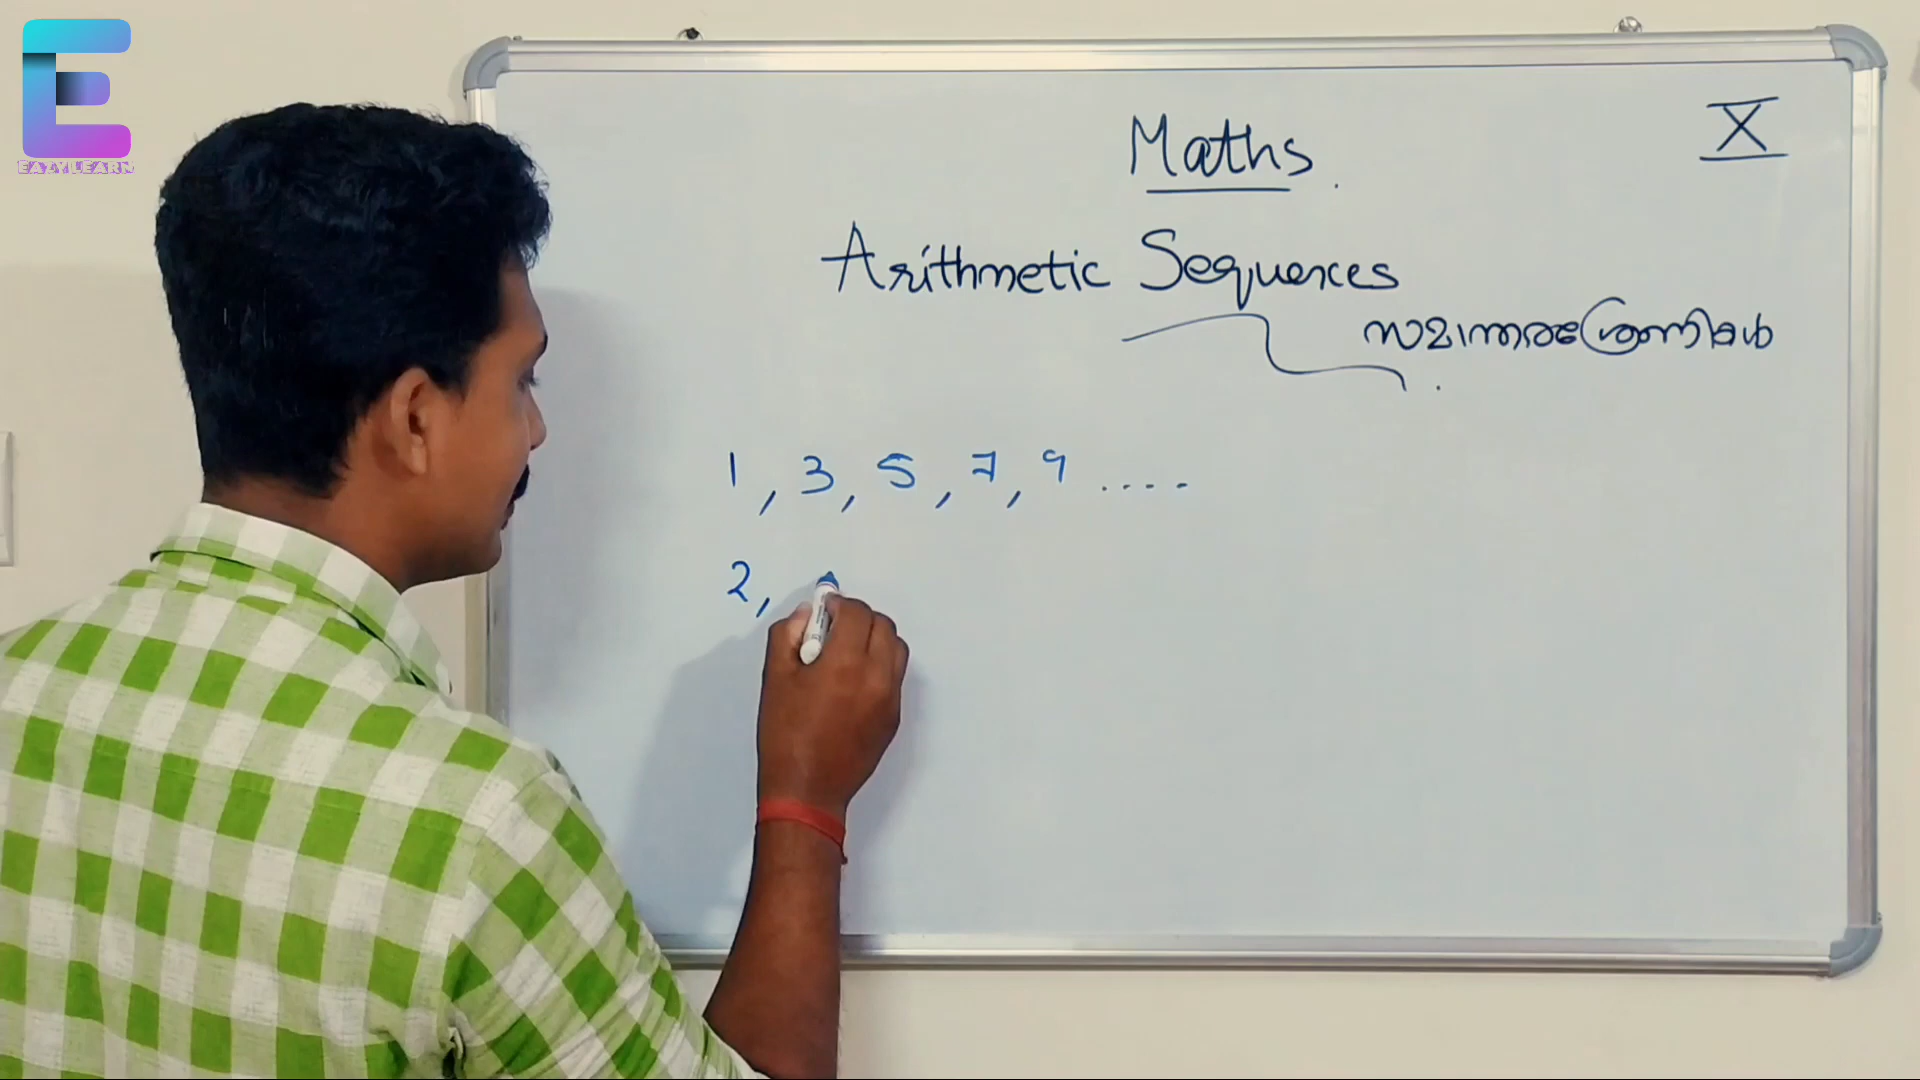 EAZYLEARN
Maths
X
Arithmetic Sequences
സമാന്തരശ്രേണികൾ
1, 3, 5, 7, 9 ....
2,